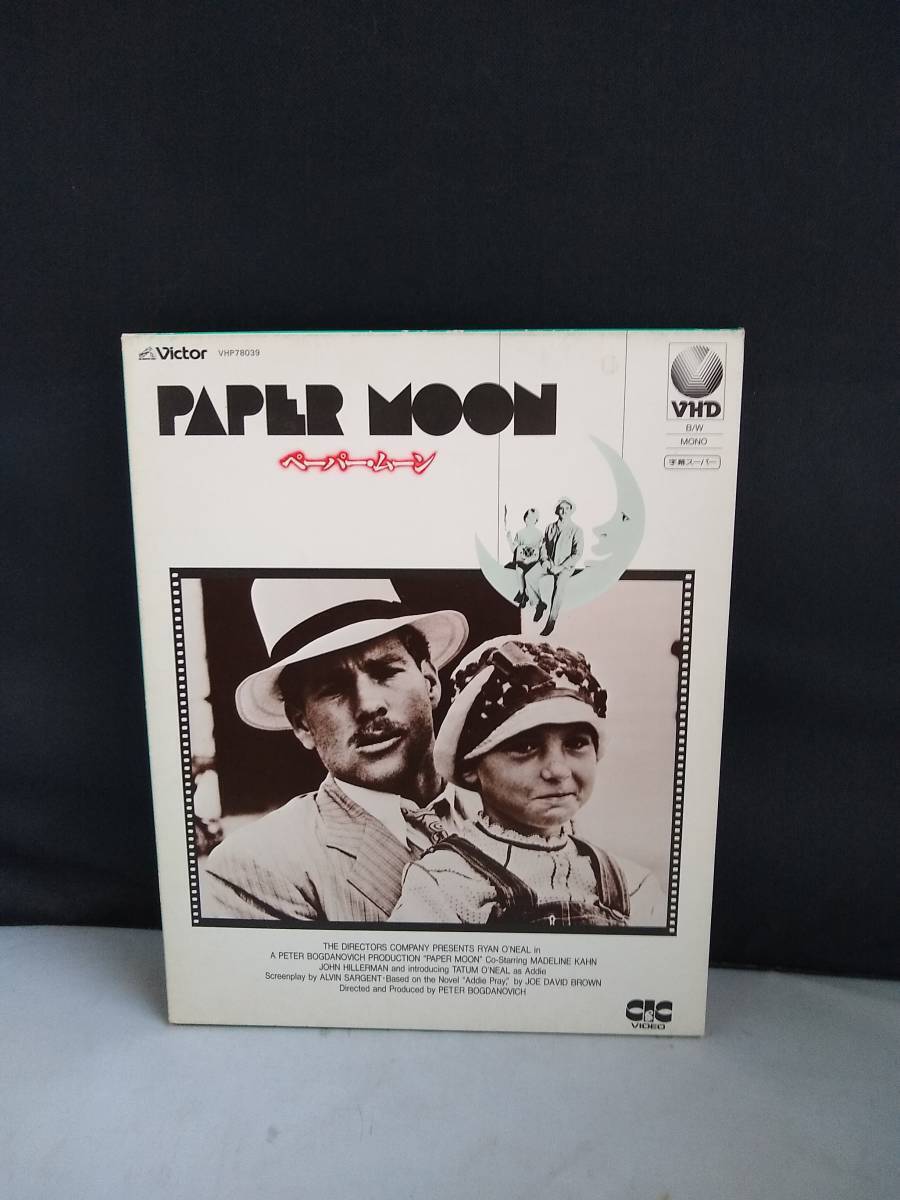 Victor VHP78039
PAPER MOON
ペーパー・ムーン
VHD
B/W
MONO
字幕スーパー
THE DIRECTORS COMPANY PRESENTS RYAN O'NEAL in
A PETER BOGDANOVICH PRODUCTION "PAPER MOON" Co-Starring MADELINE KAHN
JOHN HILLERMAN and introducing TATUM O'NEAL as Addie
Screenplay by ALVIN SARGENT·Based on the Novel "Addie Pray," by JOE DAVID BROWN
Directed and Produced by PETER BOGDANOVICH
CIC
VIDEO